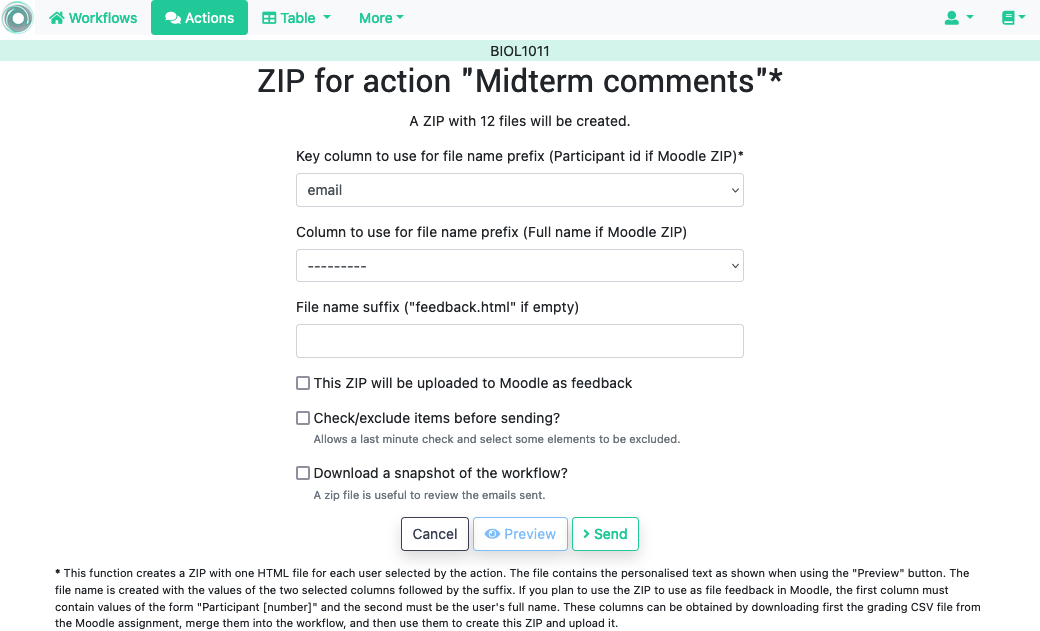 Workflows Actions Table More
BIOL1011
ZIP for action "Midterm comments"*
A ZIP with 12 files will be created.
Key column to use for file name prefix (Participant id if Moodle ZIP)*
email
Column to use for file name prefix (Full name if Moodle ZIP)
---------
File name suffix ("feedback.html" if empty)
This ZIP will be uploaded to Moodle as feedback
Check/exclude items before sending?
Allows a last minute check and select some elements to be excluded.
Download a snapshot of the workflow?
A zip file is useful to review the emails sent.
Cancel Preview Send
* This function creates a ZIP with one HTML file for each user selected by the action. The file contains the personalised text as shown when using the "Preview" button. The
file name is created with the values of the two selected columns followed by the suffix. If you plan to use the ZIP to use as file feedback in Moodle, the first column must
contain values of the form "Participant [number]" and the second must be the user's full name. These columns can be obtained by downloading first the grading CSV file from
the Moodle assignment, merge them into the workflow, and then use them to create this ZIP and upload it.